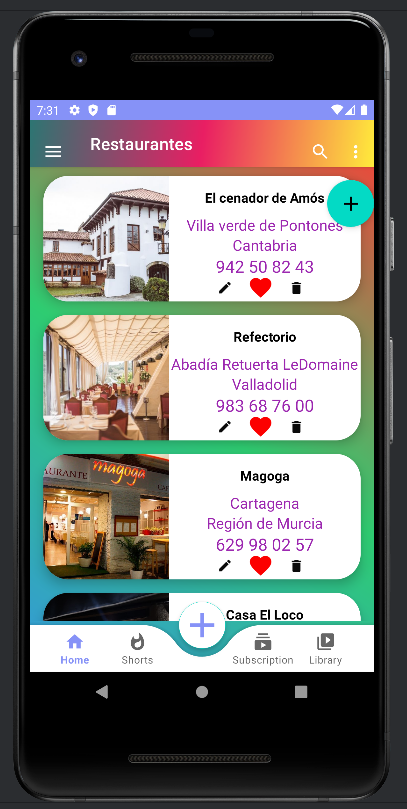 7:31
Restaurantes
El cenador de Amós
Villa verde de Pontones
Cantabria
942 50 82 43
Refectorio
Abadía Retuerta LeDomaine
Valladolid
983 68 76 00
magoga
AURANTE
Magoga
Cartagena
Región de Murcia
629 98 02 57
Casa El Loco
Home
Shorts
Subscription
Library